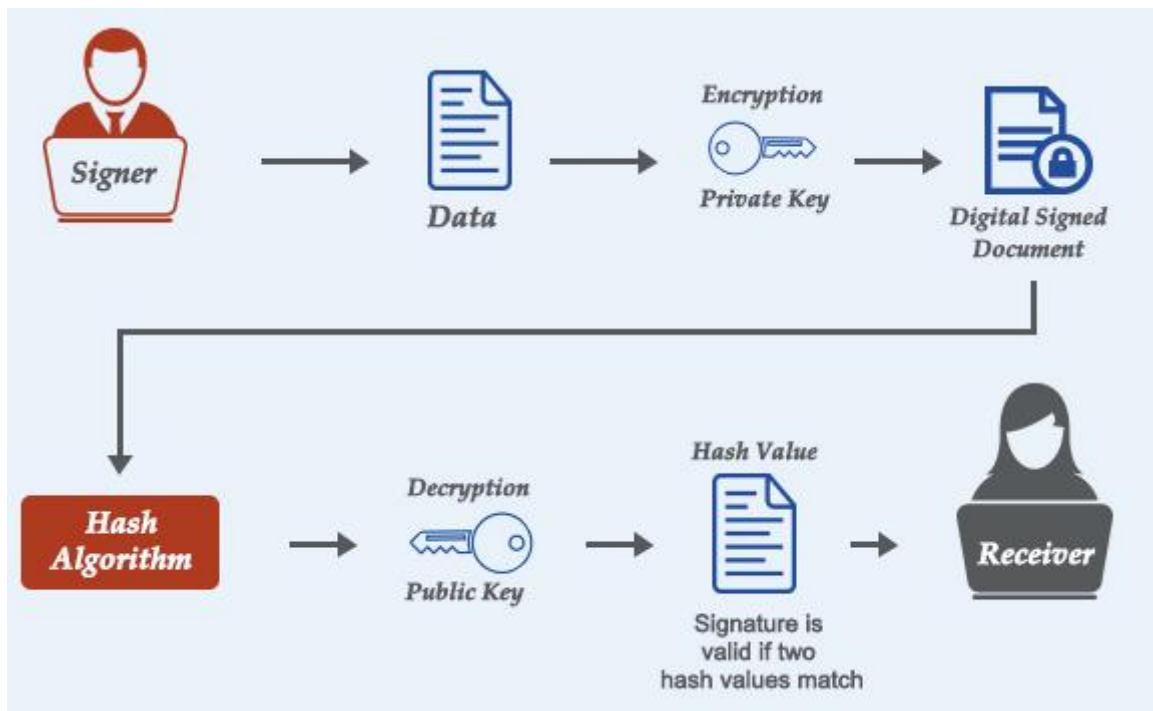 Signer
Data
Encryption
Private Key
Digital Signed
Document
Hash
Algorithm
Decryption
Public Key
Hash Value
Signature is
valid if two
hash values match
Receiver